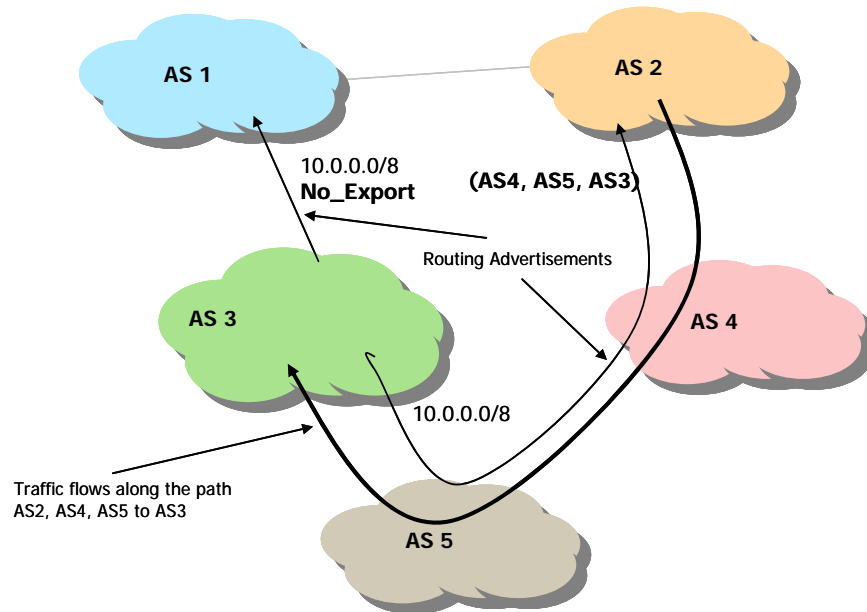 AS 1
AS 2
10.0.0.0/8
No_Export
(AS4, AS5, AS3)
Routing Advertisements
AS 3
AS 4
10.0.0.0/8
Traffic flows along the path
AS2, AS4, AS5 to AS3
AS 5